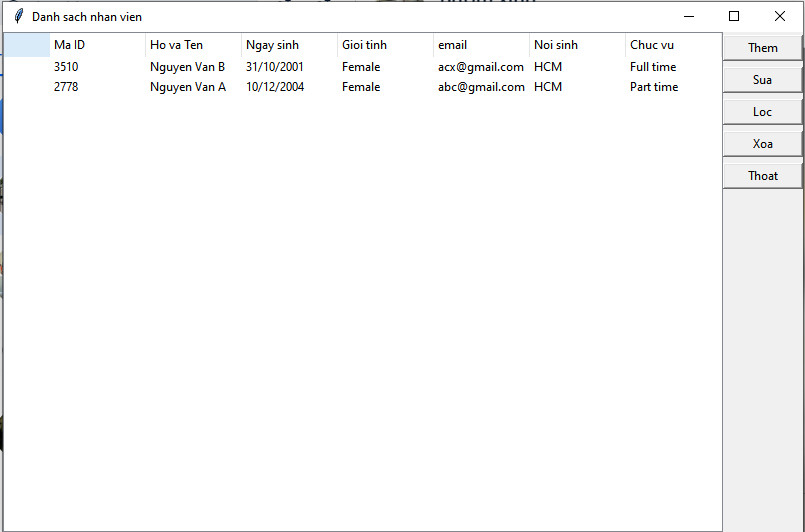 Danh sach nhan vien
Ma ID Ho va Ten Ngay sinh Gioi tinh email Noi sinh Chuc vu
3510 Nguyen Van B 31/10/2001 Female acx@gmail.com HCM Full time
2778 Nguyen Van A 10/12/2004 Female abc@gmail.com HCM Part time
Them
Sua
Loc
Xoa
Thoat